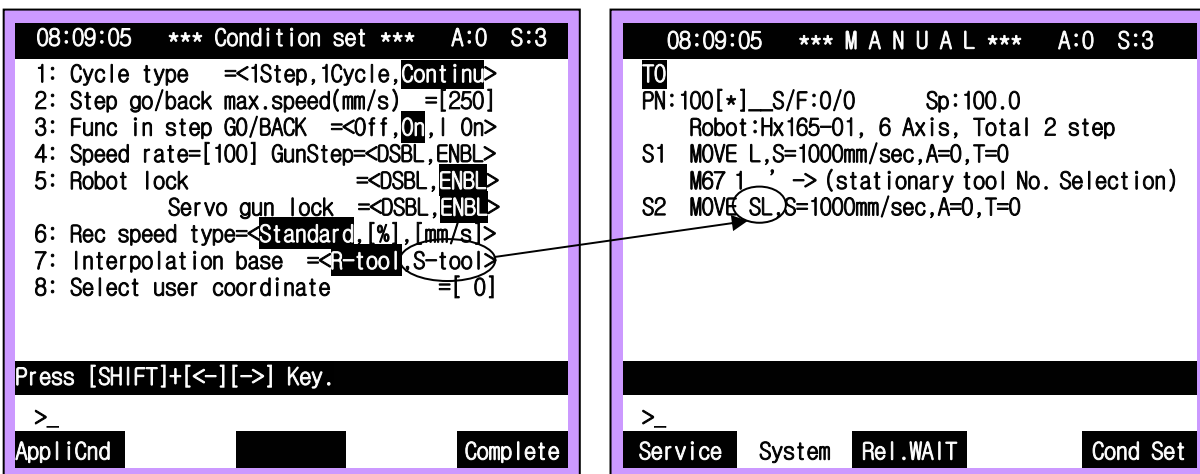 08:09:05 *** Condition set *** A:0 S:3
1: Cycle type =<1Step,1Cycle,Continu>
2: Step go/back max.speed(mm/s) =[250]
3: Func in step GO/BACK =<Off,On,I On>
4: Speed rate=[100] GunStep=<DSBL,ENBL>
5: Robot lock =<DSBL,ENBL>
Servo gun lock =<DSBL,ENBL>
6: Rec speed type=<Standard,[%],[mm/s]>
7: Interpolation base =<R-tool,S-tool>
8: Select user coordinate =[ 0]
Press [SHIFT]+[<-][->] Key.
>_
AppliCnd Complete
08:09:05 *** M A N U A L *** A:0 S:3
T0
PN:100[*]__S/F:0/0 Sp:100.0
Robot:Hx165-01, 6 Axis, Total 2 step
S1 MOVE L,S=1000mm/sec,A=0,T=0
M67 1 ' -> (stationary tool No. Selection)
S2 MOVE SL,S=1000mm/sec,A=0,T=0
>_
Service System Rel.WAIT Cond Set